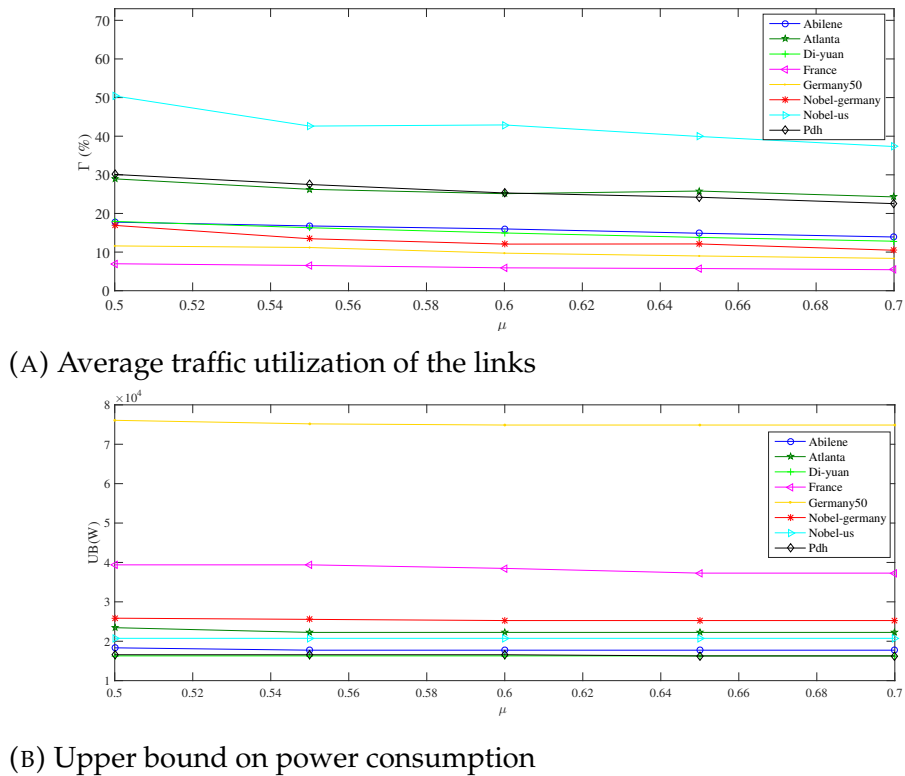 70
60
50
40
30
20
10
0
Γ (%)
0.5 0.52 0.54 0.56 0.58 0.6 0.62 0.64 0.66 0.68 0.7
μ
Abilene
Atlanta
Di-yuan
France
Germany50
Nobel-germany
Nobel-us
Pdh
(A) Average traffic utilization of the links
×10⁴
8
7
6
5
4
3
2
1
UB(W)
0.5 0.52 0.54 0.56 0.58 0.6 0.62 0.64 0.66 0.68 0.7
μ
Abilene
Atlanta
Di-yuan
France
Germany50
Nobel-germany
Nobel-us
Pdh
(B) Upper bound on power consumption